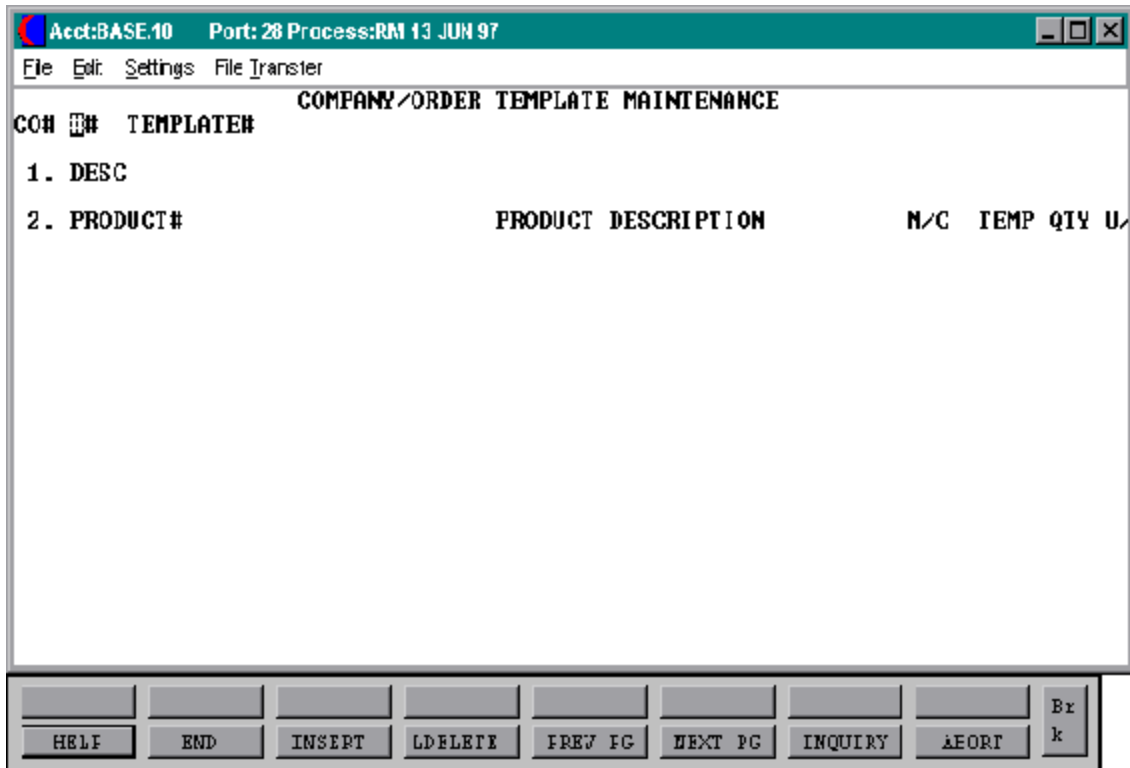 Acct:BASE.10 Port: 28 Process:RM 13 JUN 97
File Edit Settings File Transfer
COMPANY/ORDER TEMPLATE MAINTENANCE
CO# ## TEMPLATE#
1. DESC
2. PRODUCT# PRODUCT DESCRIPTION N/C TEMP QTY U/
HELP END INSERT LDELETE PREV PG NEXT PG INQUIRY ABORT Brk